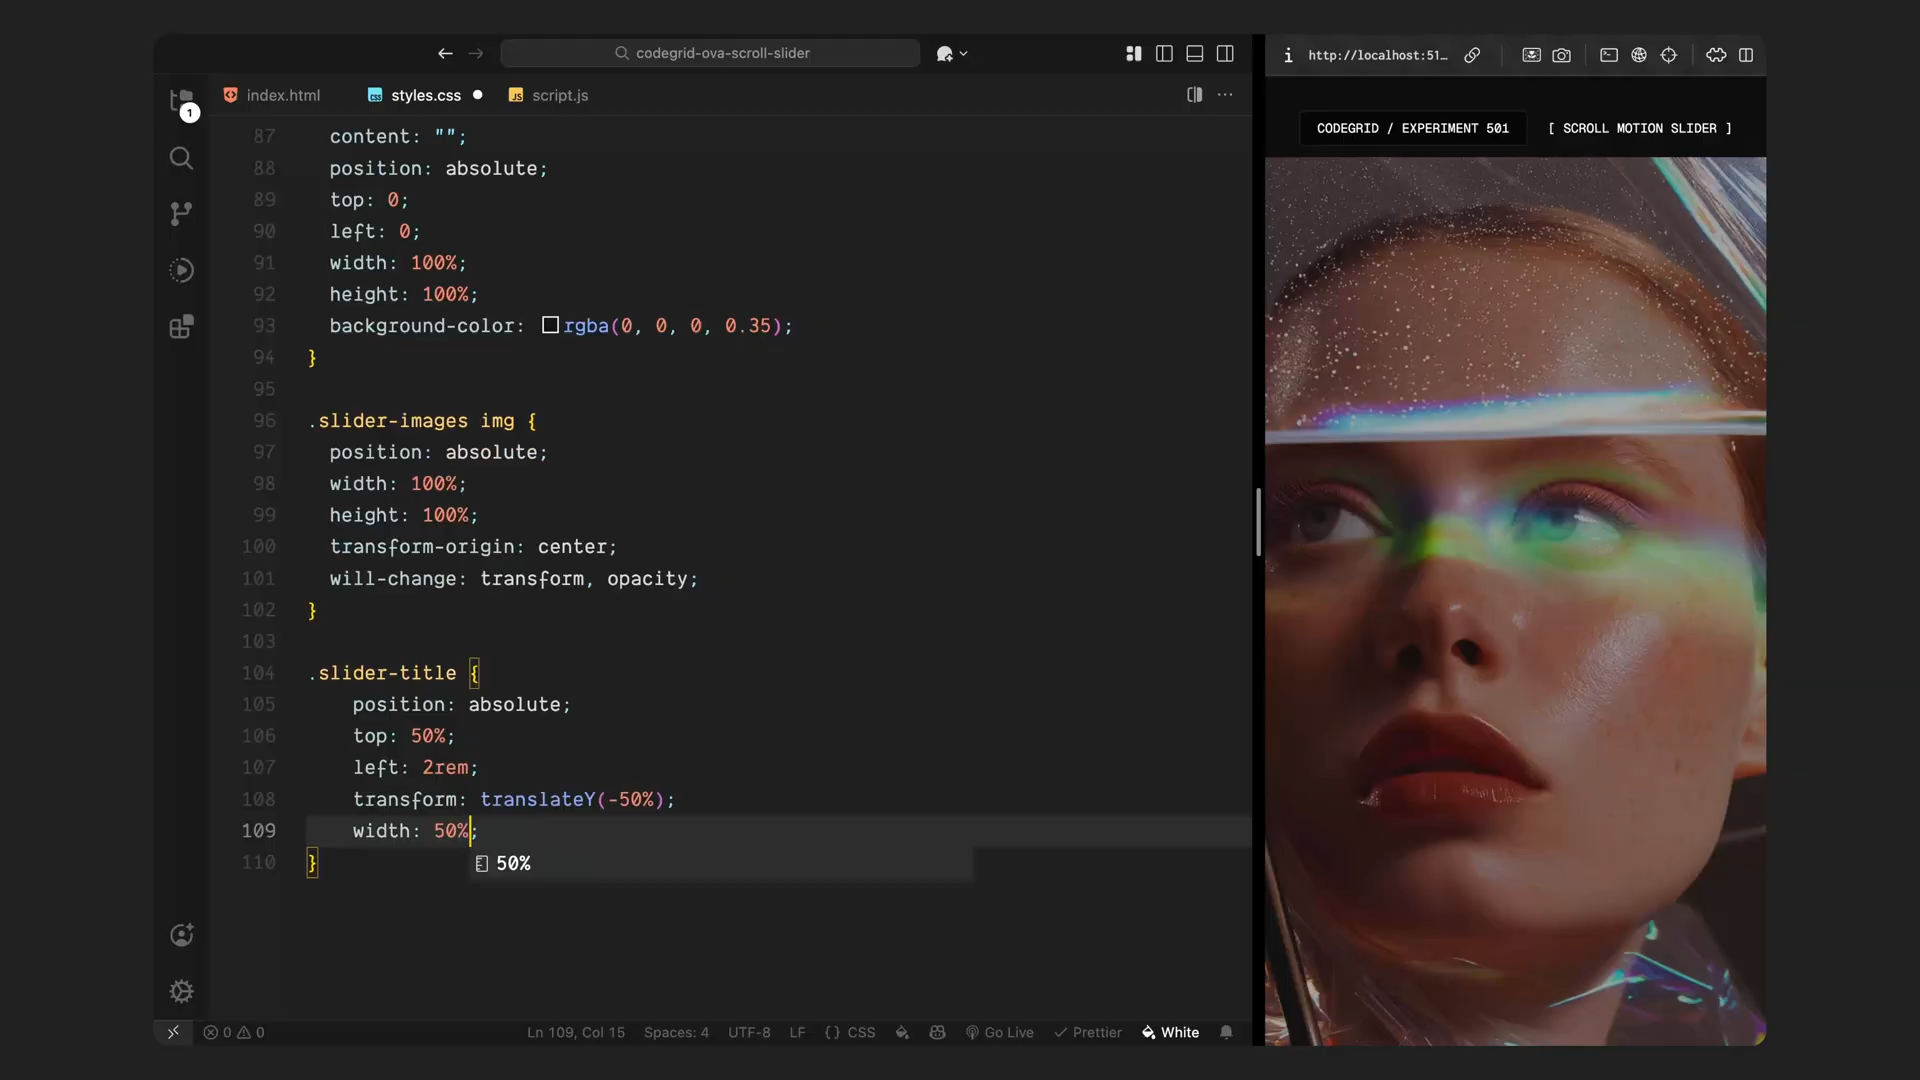 codegrid-ova-scroll-slider
http://localhost:51...
1
index.html
styles.css
script.js
CODEGRID / EXPERIMENT 501
[ SCROLL MOTION SLIDER ]
87 content: "";
88 position: absolute;
89 top: 0;
90 left: 0;
91 width: 100%;
92 height: 100%;
93 background-color: rgba(0, 0, 0, 0.35);
94 }
95
96 .slider-images img {
97 position: absolute;
98 width: 100%;
99 height: 100%;
100 transform-origin: center;
101 will-change: transform, opacity;
102 }
103
104 .slider-title {
105 position: absolute;
106 top: 50%;
107 left: 2rem;
108 transform: translateY(-50%);
109 width: 50%;
110 }
50%
0 0
Ln 109, Col 15
Spaces: 4
UTF-8
LF
{} CSS
Go Live
Prettier
White